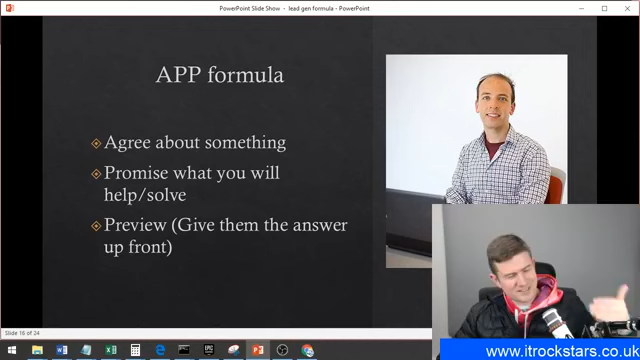 PowerPoint Slide Show - lead gen formula - PowerPoint
APP formula
Agree about something
Promise what you will
help/solve
Preview (Give them the answer
up front)
Slide 16 of 24
www.itrockstars.co.uk